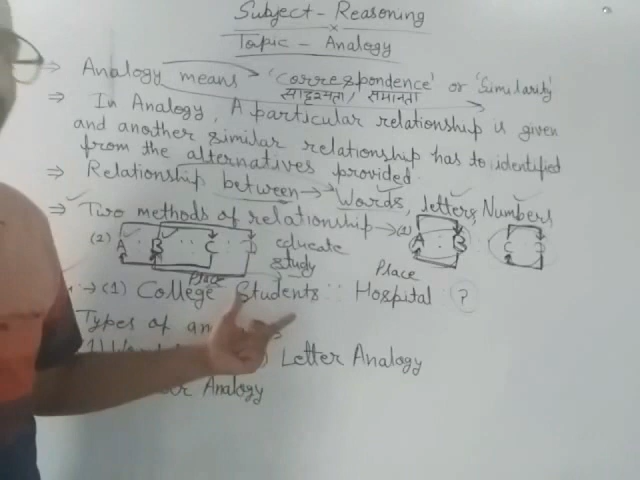 Subject - Reasoning
Topic - Analogy
⇒ Analogy means 'Correspondence' or 'Similarity'
सादृश्यता / समानता
⇒ In Analogy, A particular relationship is given
and another similar relationship has to identified
from the alternatives provided.
⇒ Relationship between → Words, letters, Numbers
⇒ Two methods of relationship → (1) A : B :: C : D
(2) A : B :: C : D educate
study
Place Place
→ (1) College : Students :: Hospital : ?
Types of an
Letter Analogy
Analogy